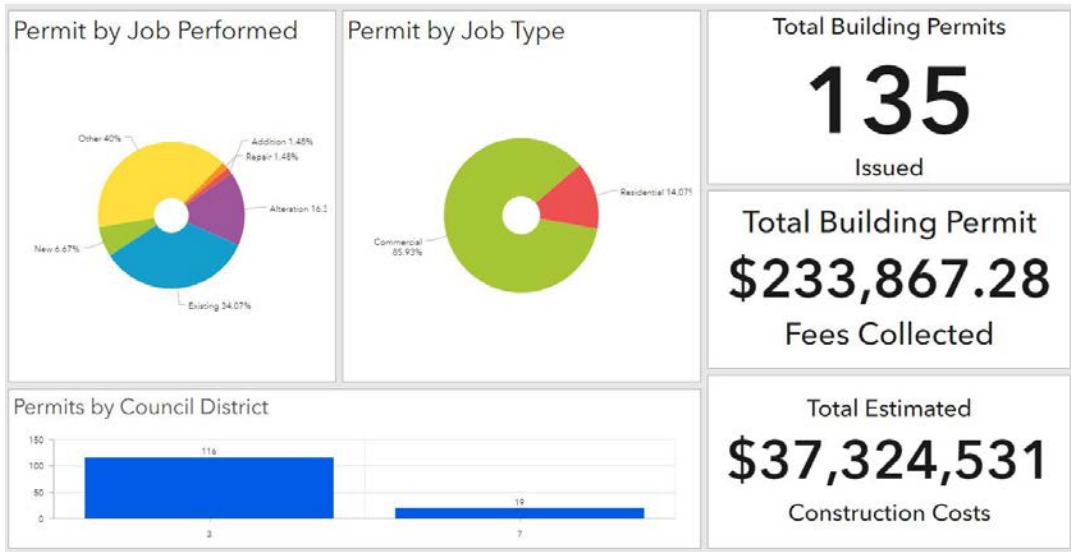 Permit by Job Performed
Other 40%
Addition 1.48%
Repair 1.48%
Alteration 16.
New 6.67%
Existing 34.07%
Permit by Job Type
Residential 14.07
Commercial
85.93%
Total Building Permits
135
Issued
Total Building Permit
$233,867.28
Fees Collected
Permits by Council District
150
116
100
50
19
0
3
7
Total Estimated
$37,324,531
Construction Costs